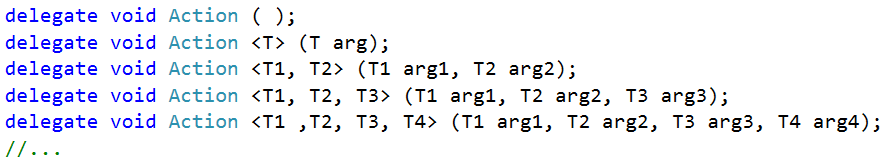 delegate void Action ( );
delegate void Action <T> (T arg);
delegate void Action <T1, T2> (T1 arg1, T2 arg2);
delegate void Action <T1, T2, T3> (T1 arg1, T2 arg2, T3 arg3);
delegate void Action <T1 ,T2, T3, T4> (T1 arg1, T2 arg2, T3 arg3, T4 arg4);
//...